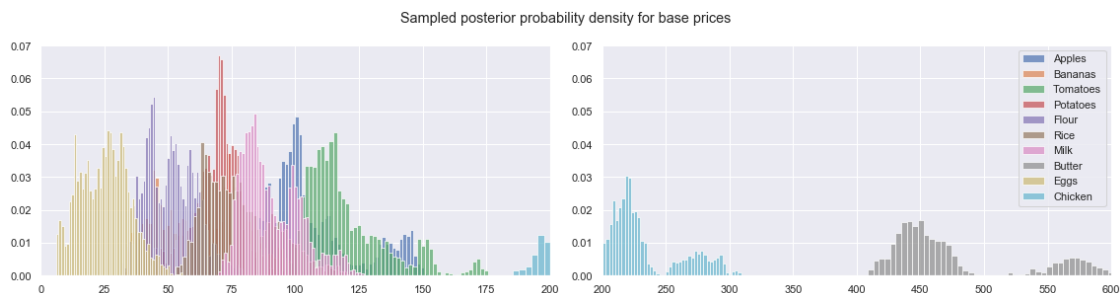 Sampled posterior probability density for base prices
0.07
0.06
0.05
0.04
0.03
0.02
0.01
0.00
0 25 50 75 100 125 150 175 200
0.07
0.06
0.05
0.04
0.03
0.02
0.01
0.00
200 250 300 350 400 450 500 550 600
Apples
Bananas
Tomatoes
Potatoes
Flour
Rice
Milk
Butter
Eggs
Chicken